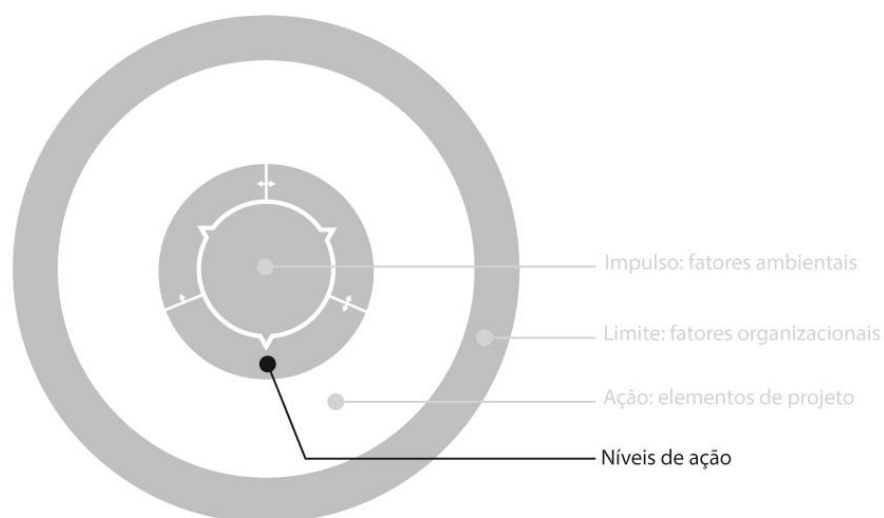 Impulso: fatores ambientais
Limite: fatores organizacionais
Ação: elementos de projeto
Níveis de ação